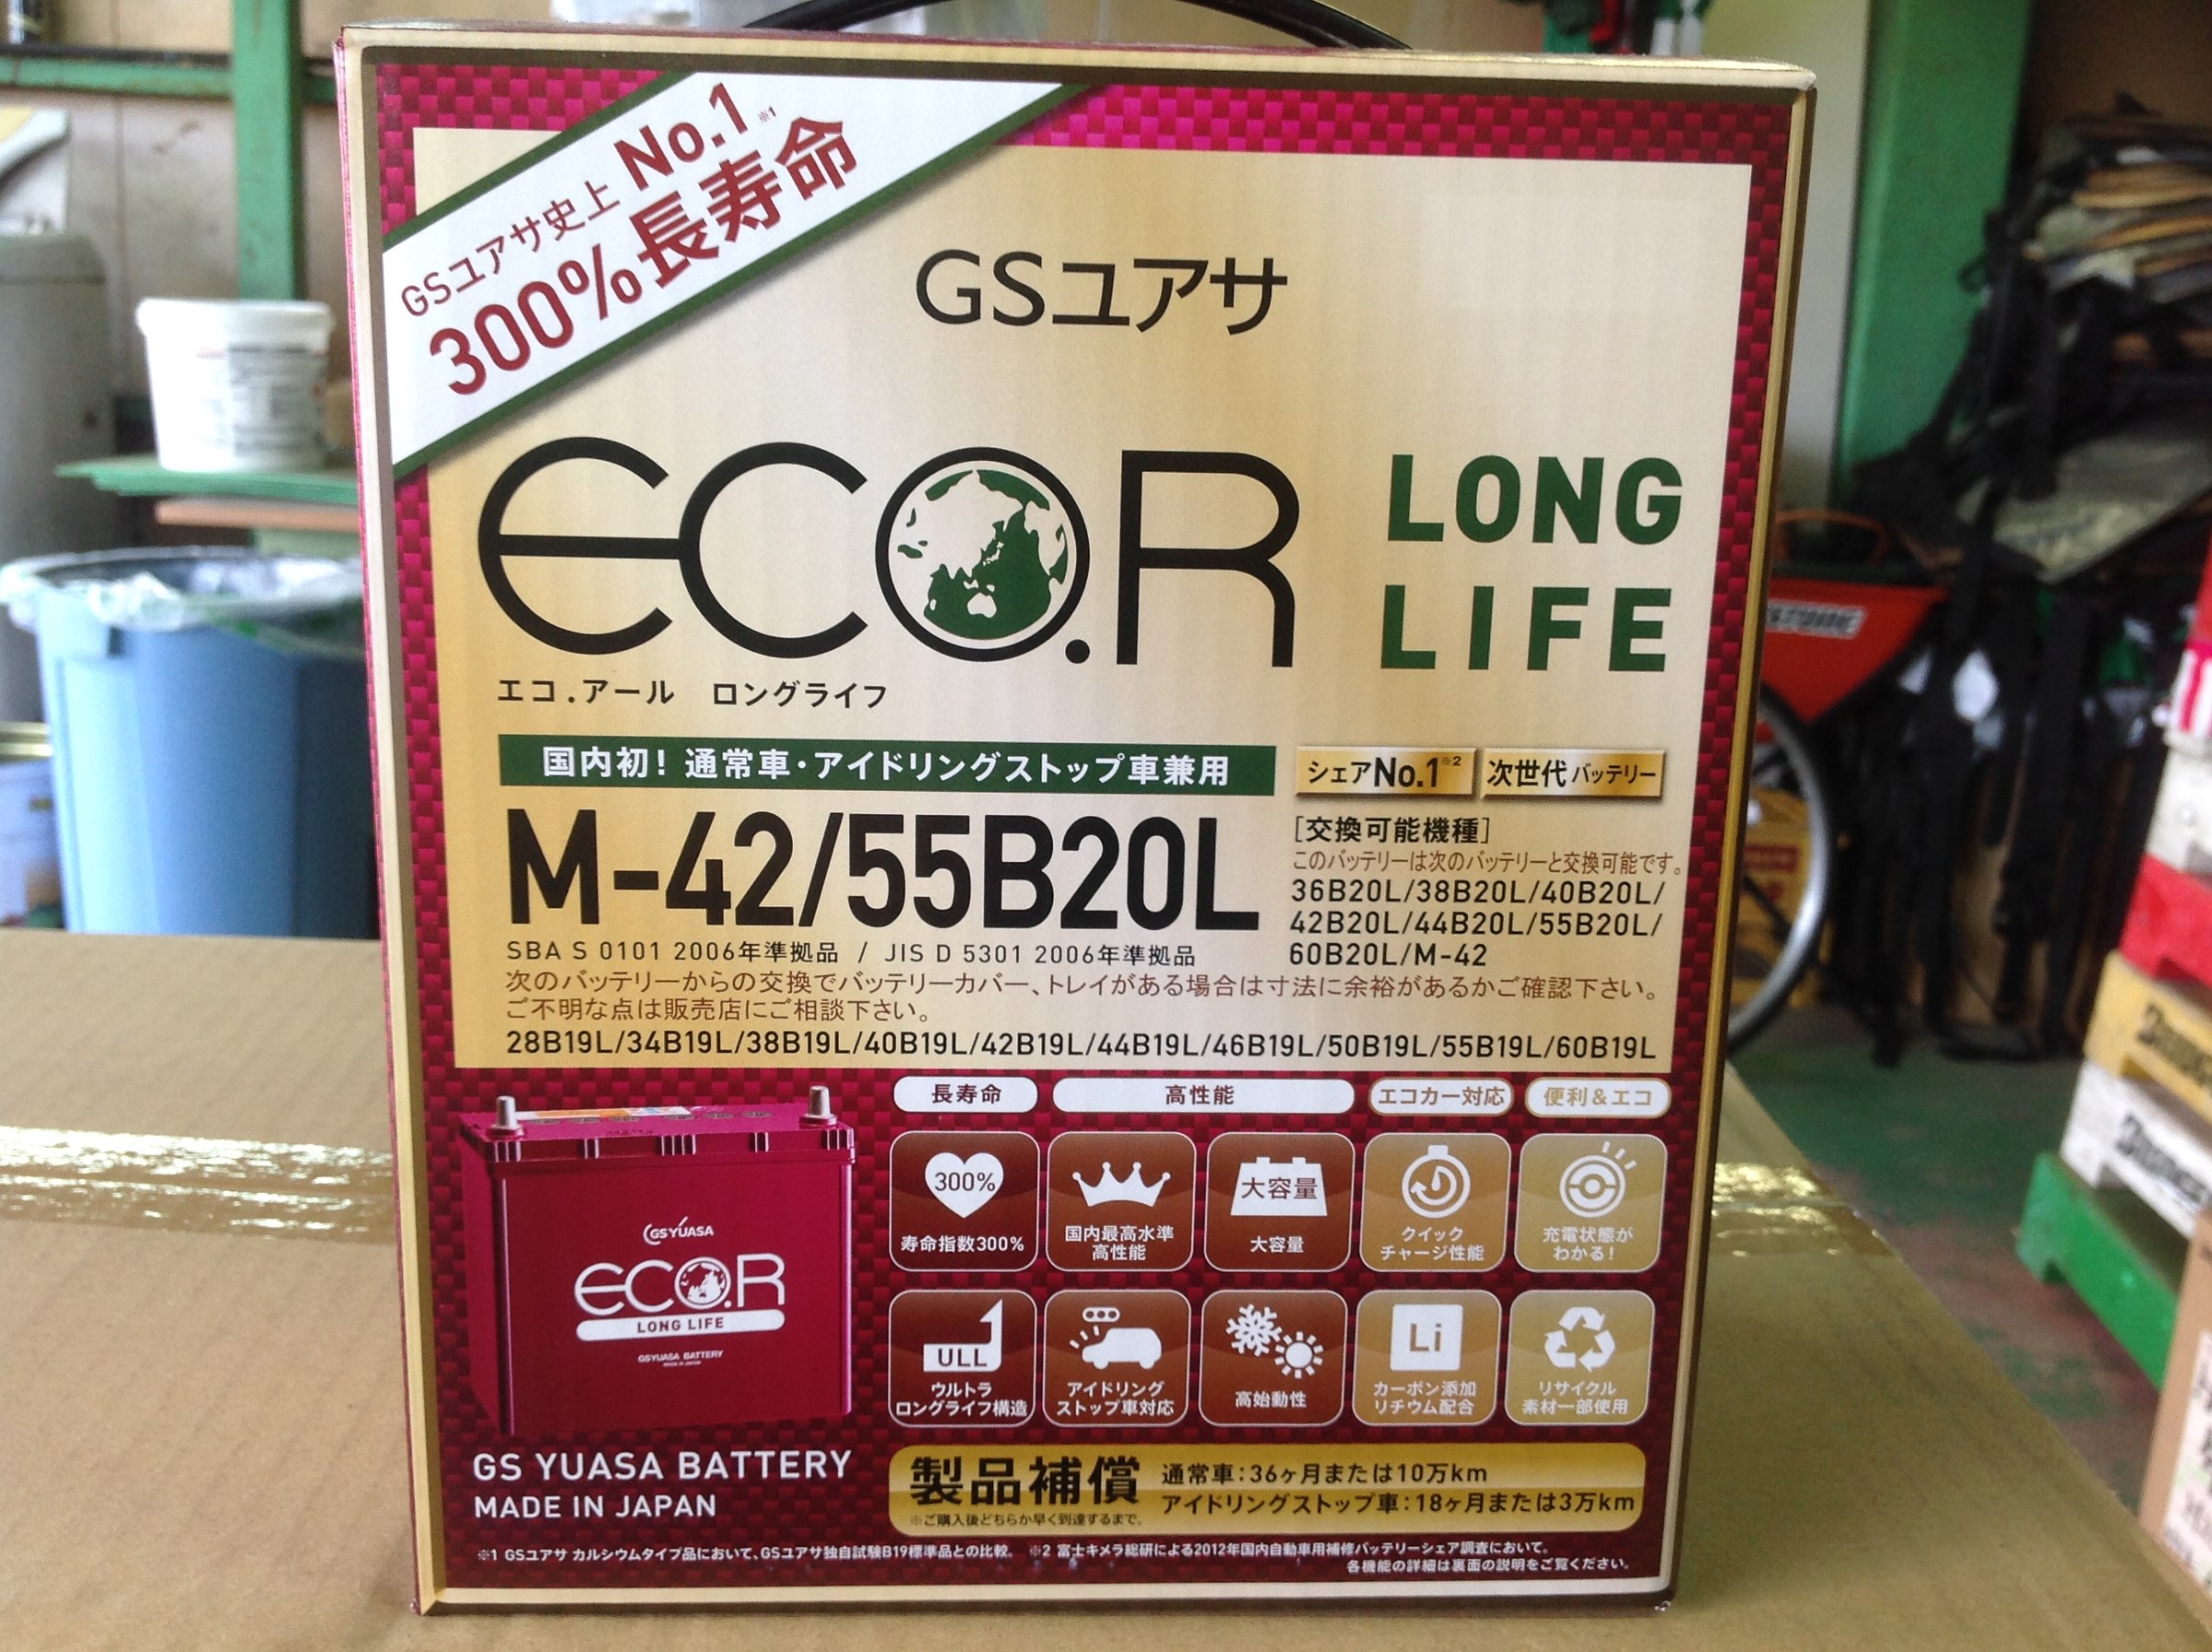 GSユアサ史上 No.1※1
300%長寿命
GSユアサ
eco.R
LONG
LIFE
エコ.アール ロングライフ
国内初! 通常車・アイドリングストップ車兼用
シェアNo.1※2
次世代バッテリー
M-42/55B20L
[交換可能機種]
このバッテリーは次のバッテリーと交換可能です。
36B20L/38B20L/40B20L/
42B20L/44B20L/55B20L/
60B20L/M-42
SBA S 0101 2006年準拠品 / JIS D 5301 2006年準拠品
次のバッテリーからの交換でバッテリーカバー、トレイがある場合は寸法に余裕があるかご確認下さい。
ご不明な点は販売店にご相談下さい。
28B19L/34B19L/38B19L/40B19L/42B19L/44B19L/46B19L/50B19L/55B19L/60B19L
長寿命
高性能
エコカー対応
便利&エコ
300%
寿命指数300%
国内最高水準
高性能
大容量
大容量
クイック
チャージ性能
充電状態が
わかる!
ULL
ウルトラ
ロングライフ構造
アイドリング
ストップ車対応
高始動性
Li
カーボン添加
リチウム配合
リサイクル
素材一部使用
GS YUASA
eco.R
LONG LIFE
GSYUASA BATTERY
MADE IN JAPAN
GS YUASA BATTERY
MADE IN JAPAN
製品補償
通常車:36ヶ月または10万km
アイドリングストップ車:18ヶ月または3万km
※ご購入後どちらか早く到達するまで。
※1 GSユアサ カルシウムタイプ品において、GSユアサ独自試験B19標準品との比較。 ※2 富士キメラ総研による2012年国内自動車用補修バッテリーシェア調査において。
各機能の詳細は裏面の説明をご覧ください。